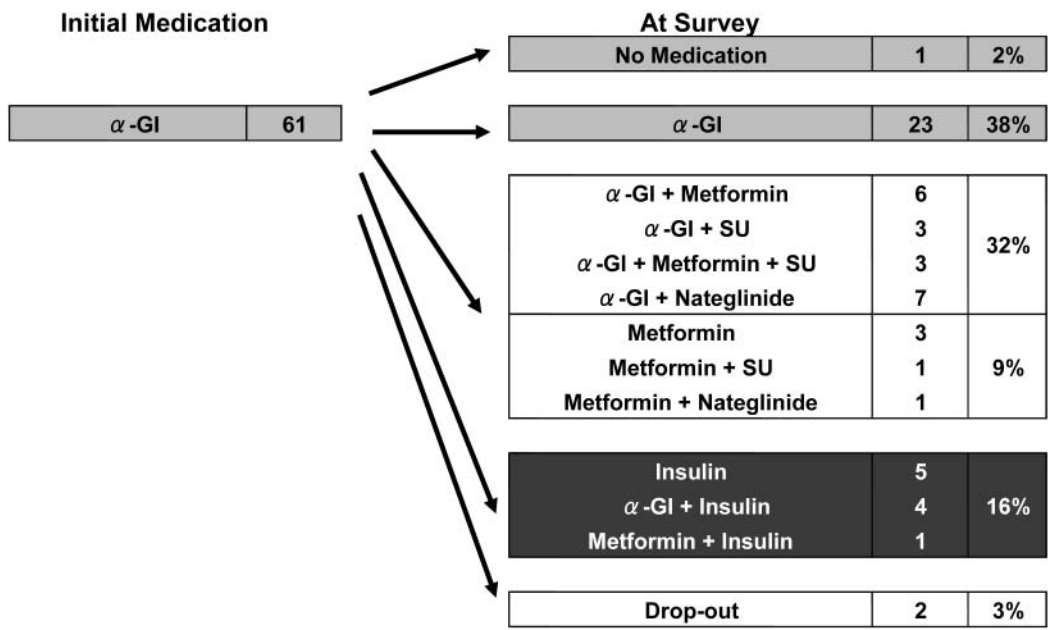 Initial Medication
At Survey
No Medication 1 2%
α-GI 61
α-GI 23 38%
α-GI + Metformin 6
α-GI + SU 3
32%
α-GI + Metformin + SU 3
α-GI + Nateglinide 7
Metformin 3
Metformin + SU 1 9%
Metformin + Nateglinide 1
Insulin 5
α-GI + Insulin 4 16%
Metformin + Insulin 1
Drop-out 2 3%